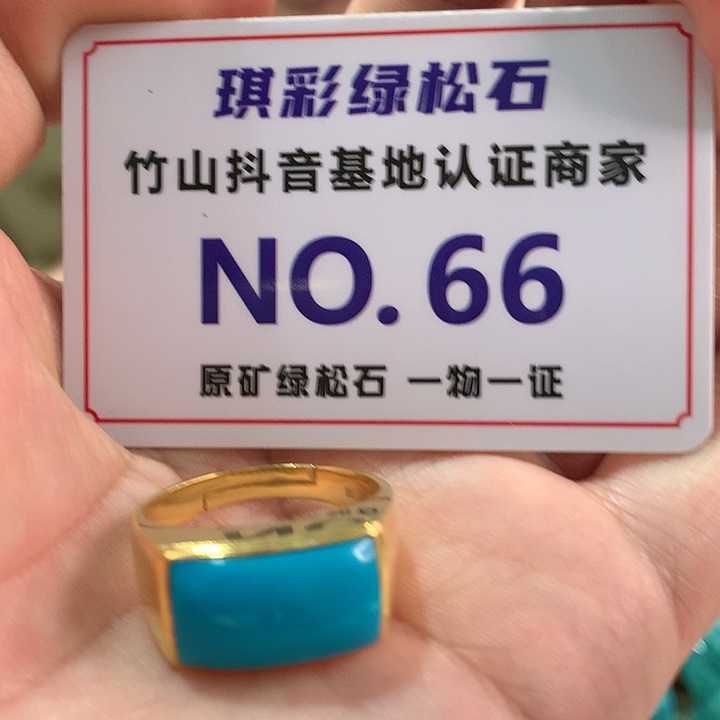 琪彩绿松石
竹山抖音基地认证商家
NO.66
原矿绿松石 一物一证